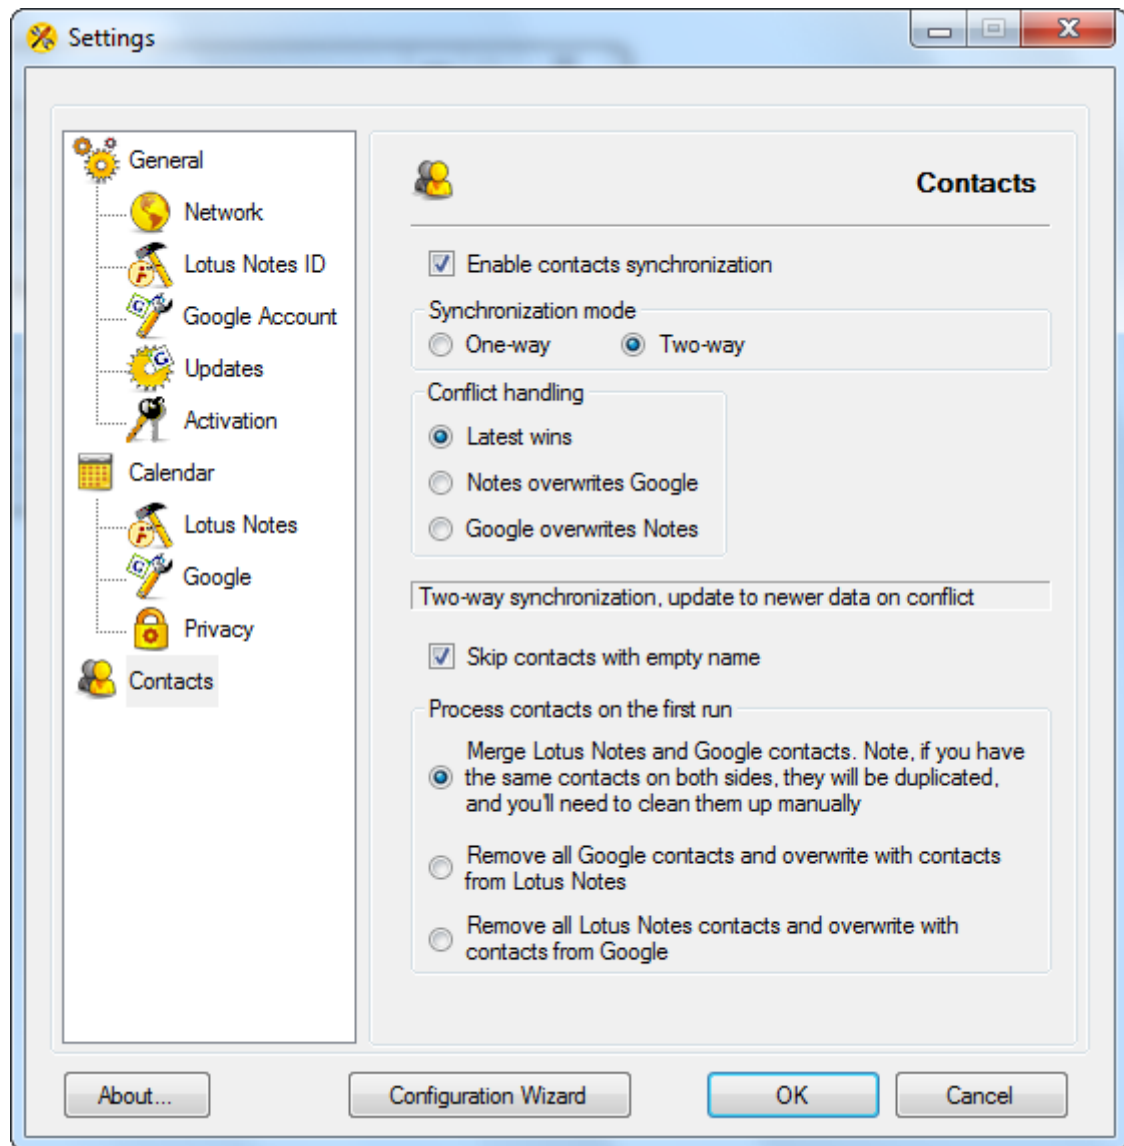 Settings
General
Network
Lotus Notes ID
Google Account
Updates
Activation
Calendar
Lotus Notes
Google
Privacy
Contacts
Contacts
Enable contacts synchronization
Synchronization mode
One-way
Two-way
Conflict handling
Latest wins
Notes overwrites Google
Google overwrites Notes
Two-way synchronization, update to newer data on conflict
Skip contacts with empty name
Process contacts on the first run
Merge Lotus Notes and Google contacts. Note, if you have
the same contacts on both sides, they will be duplicated,
and you'll need to clean them up manually
Remove all Google contacts and overwrite with contacts
from Lotus Notes
Remove all Lotus Notes contacts and overwrite with
contacts from Google
About...
Configuration Wizard
OK
Cancel